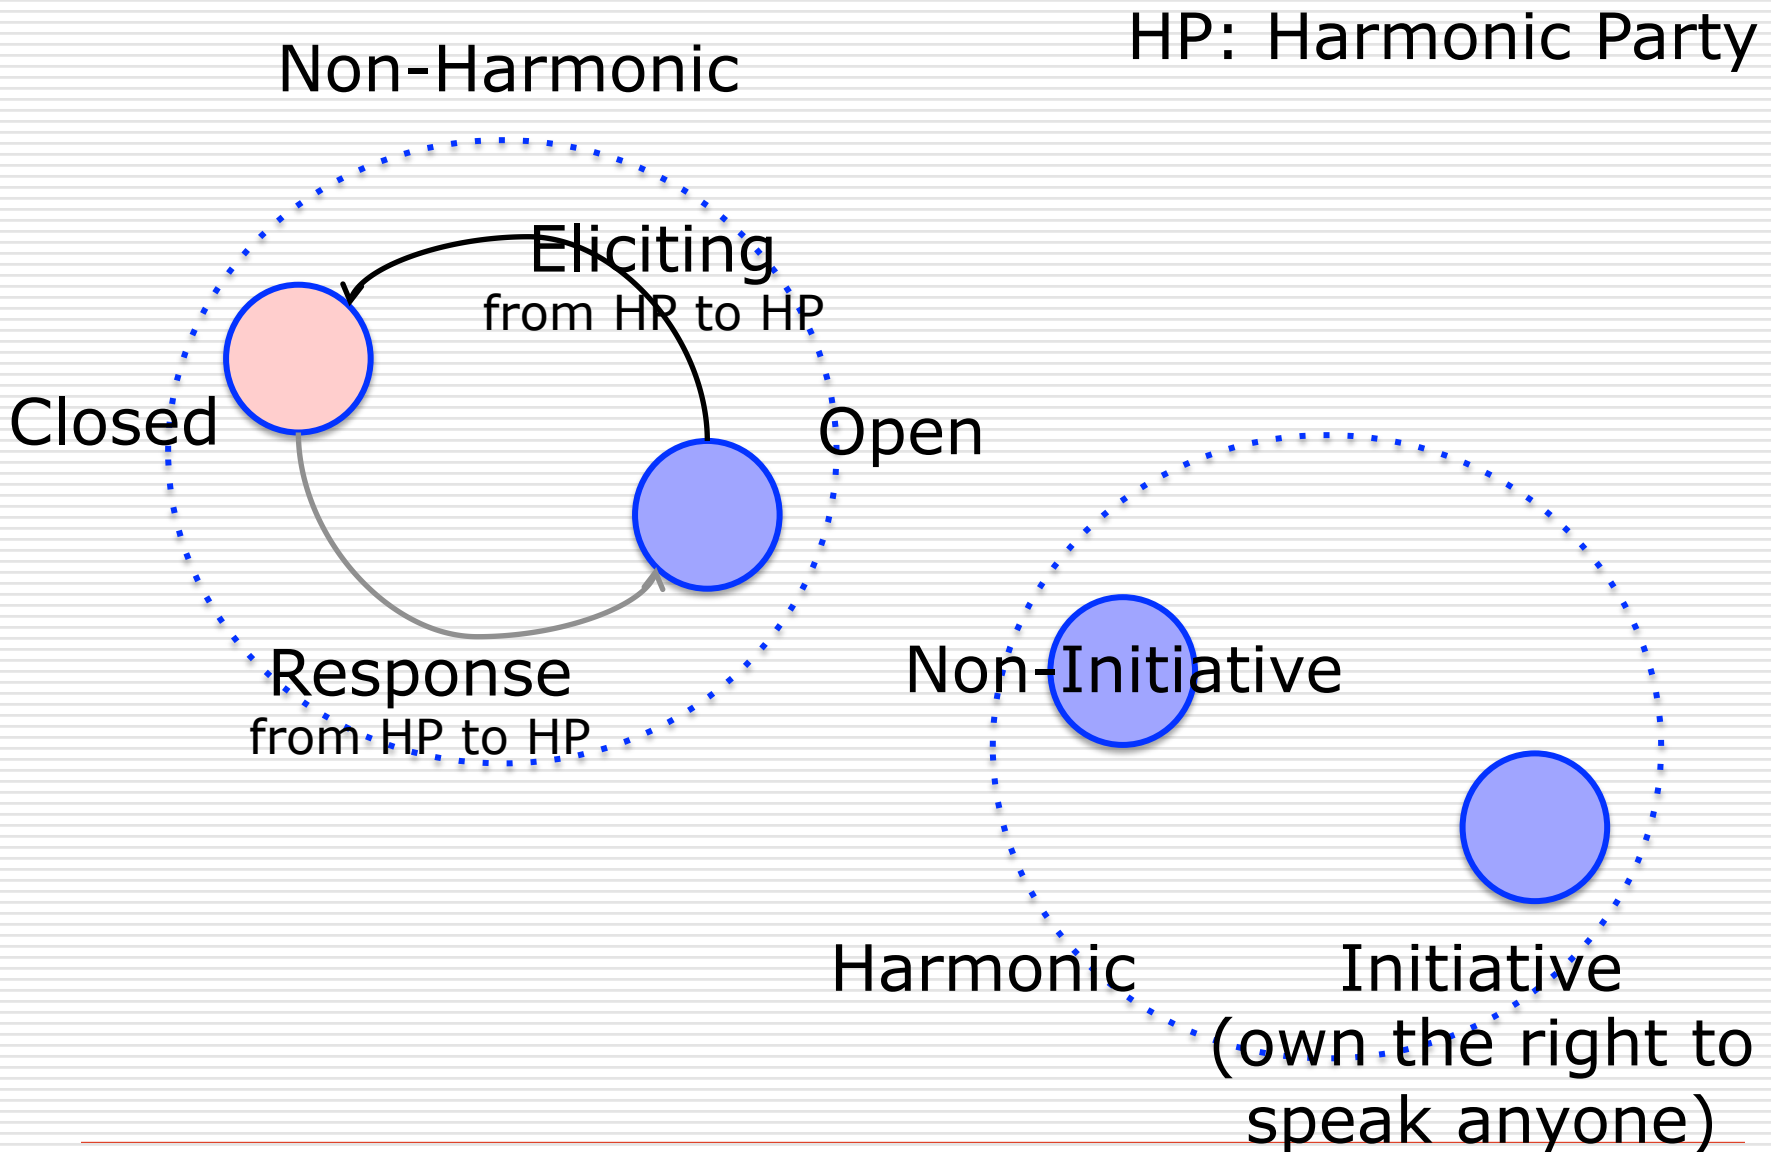 HP: Harmonic Party
Non-Harmonic
Eliciting
from HP to HP
Closed
Open
Response
from HP to HP
Non-Initiative
Harmonic
Initiative
(own the right to
speak anyone)